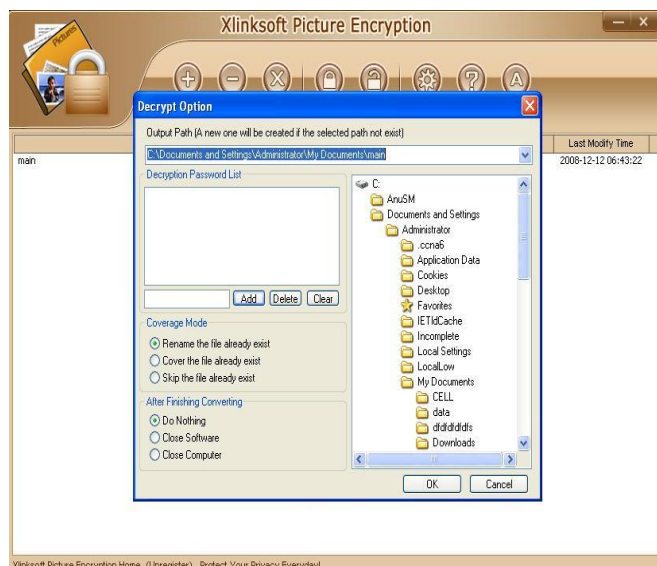 Xlinksoft Picture Encryption
Pictures
Decrypt Option
Output Path (A new one will be created if the selected path not exist)
C:\Documents and Settings\Administrator\My Documents\main
Last Modity Time
main
2008-12-12 06:43:22
Decryption Password List
Add
Delete
Clear
Coverage Mode
Rename the file already exist
Cover the file already exist
Skip the file already exist
After Finishing Converting
Do Nothing
Close Software
Close Computer
C:
AnuSM
Documents and Settings
Administrator
.ccna6
Application Data
Cookies
Desktop
Favorites
IETldCache
Incomplete
Local Settings
LocalLow
My Documents
CELL
data
dfdfdfdfdfs
Downloads
OK
Cancel
Xlinksoft Picture Encryption Home (Unregister) Protect Your Privacy Everyday!